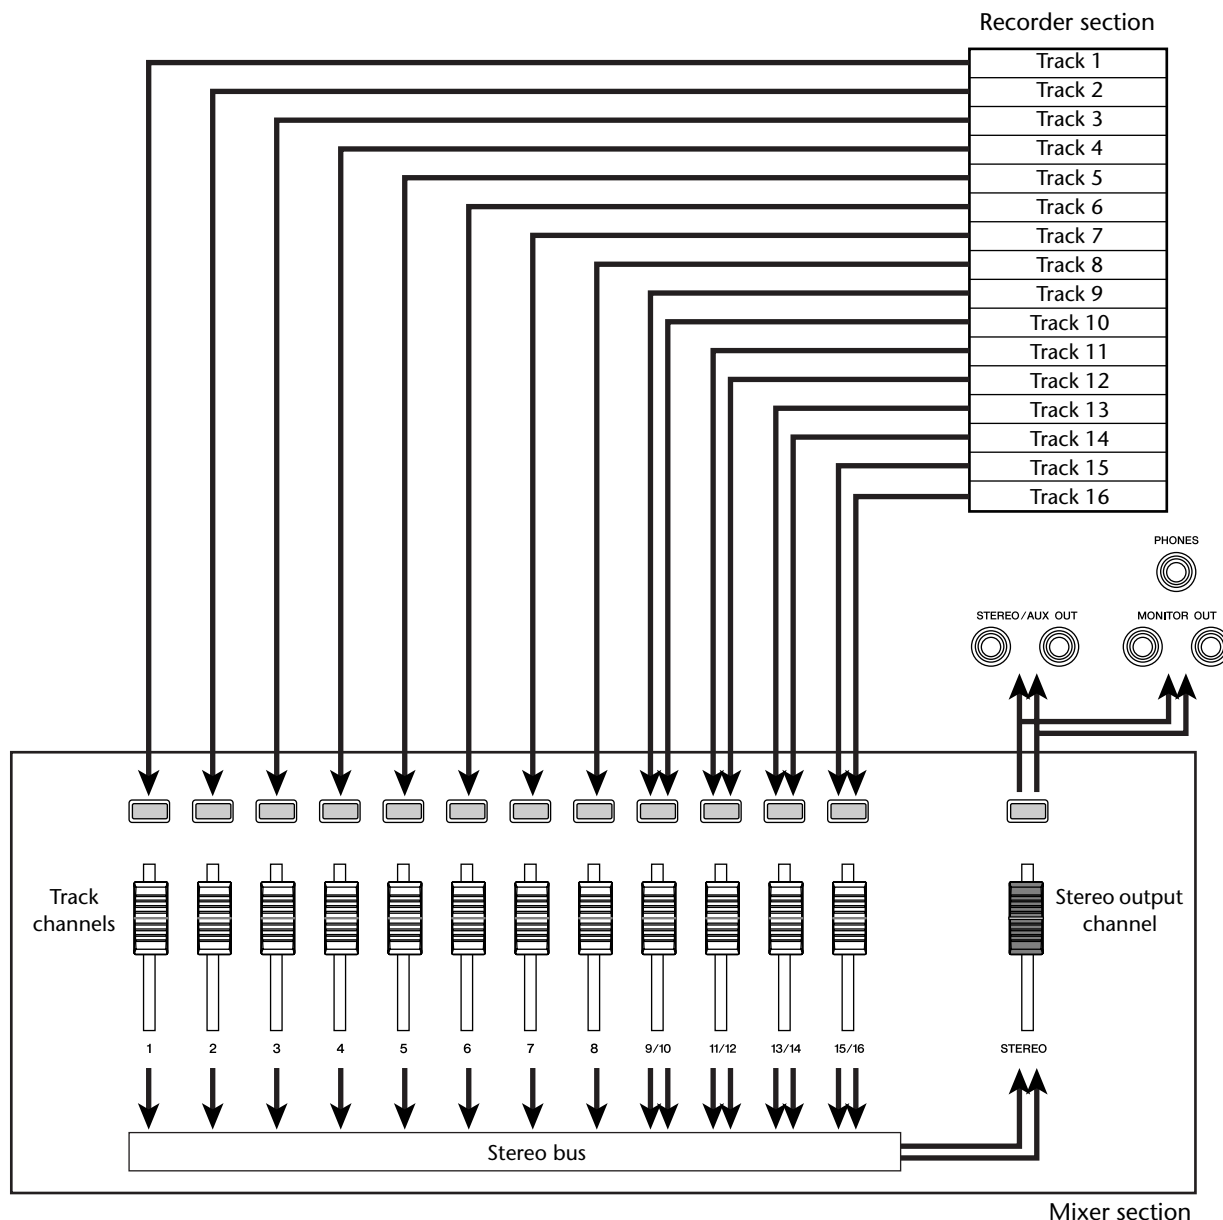 Recorder section
Track 1
Track 2
Track 3
Track 4
Track 5
Track 6
Track 7
Track 8
Track 9
Track 10
Track 11
Track 12
Track 13
Track 14
Track 15
Track 16
PHONES
STEREO/AUX OUT
MONITOR OUT
Track
channels
Stereo output
channel
1
2
3
4
5
6
7
8
9/10
11/12
13/14
15/16
STEREO
Stereo bus
Mixer section